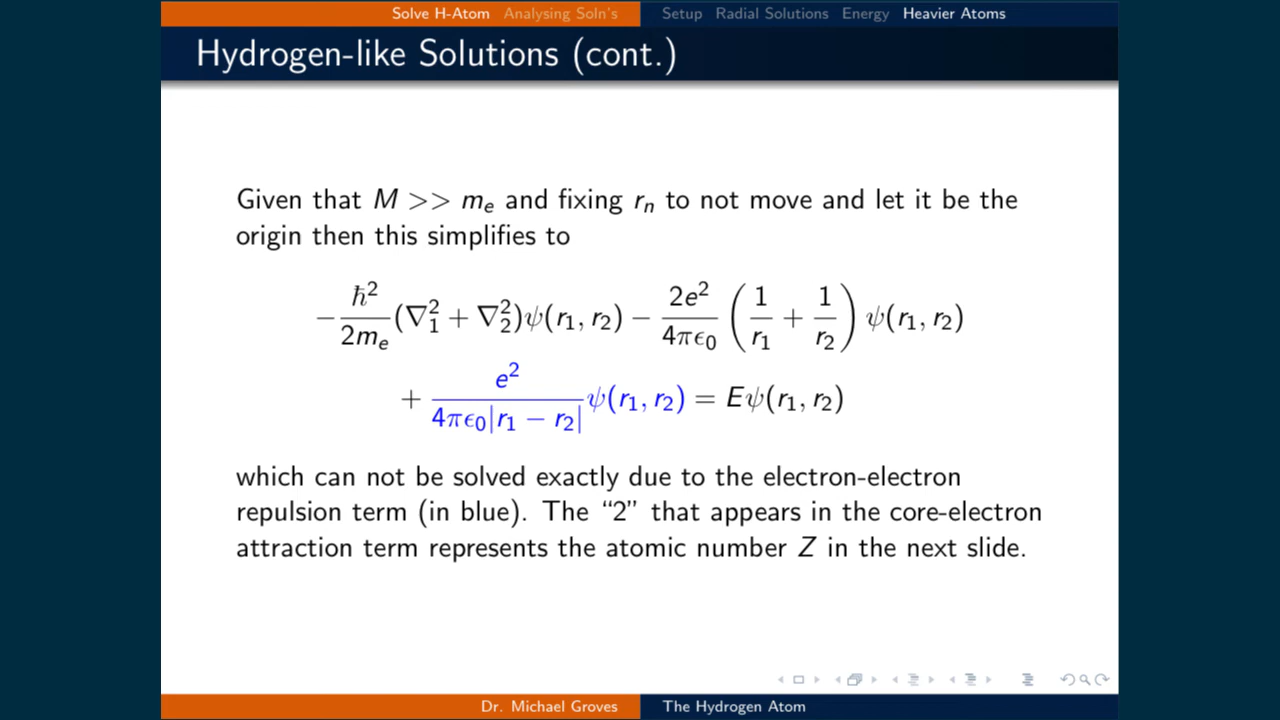 Solve H-Atom Analysing Soln's Setup Radial Solutions Energy Heavier Atoms
Hydrogen-like Solutions (cont.)
Given that M >> mₑ and fixing rₙ to not move and let it be the
origin then this simplifies to
−ℏ²/2mₑ (∇₁² + ∇₂²)ψ(r₁, r₂) − 2e²/4πϵ₀ (1/r₁ + 1/r₂) ψ(r₁, r₂)
+ e²/4πϵ₀|r₁ − r₂| ψ(r₁, r₂) = Eψ(r₁, r₂)
which can not be solved exactly due to the electron-electron
repulsion term (in blue). The “2” that appears in the core-electron
attraction term represents the atomic number Z in the next slide.
Dr. Michael Groves The Hydrogen Atom